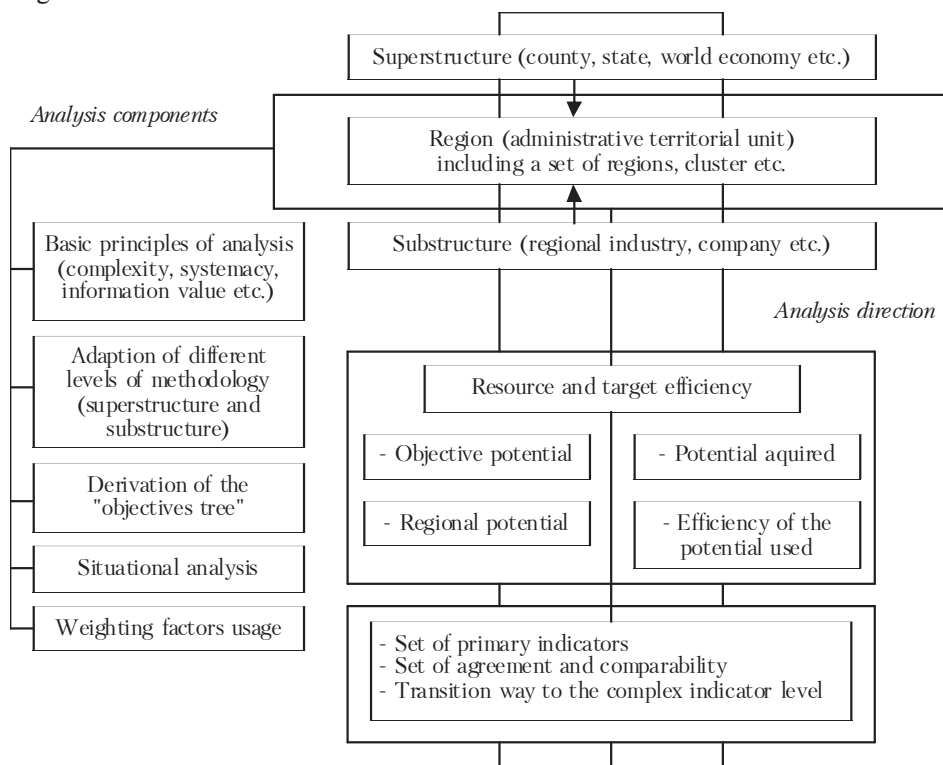 Superstructure (county, state, world economy etc.)
Analysis components
Region (administrative territorial unit)
including a set of regions, cluster etc.
Substructure (regional industry, company etc.)
Basic principles of analysis
(complexity, systemacy,
information value etc.)
Analysis direction
Adaption of different
levels of methodology
(superstructure and
substructure)
Resource and target efficiency
- Objective potential
- Potential aquired
Derivation of the
"objectives tree"
- Regional potential
- Efficiency of the
potential used
Situational analysis
Weighting factors usage
- Set of primary indicators
- Set of agreement and comparability
- Transition way to the complex indicator level